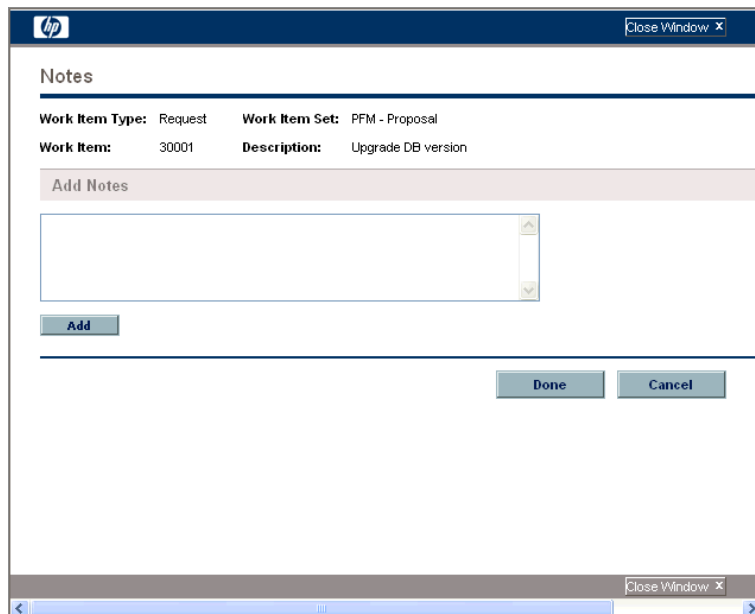 hp
Close Window x
Notes
Work Item Type: Request Work Item Set: PFM - Proposal
Work Item: 30001 Description: Upgrade DB version
Add Notes
Add
Done Cancel
Close Window x